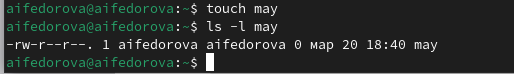 aifedorova@aifedorova:~$ touch may
aifedorova@aifedorova:~$ ls -l may
-rw-r--r--. 1 aifedorova aifedorova 0 мар 20 18:40 may
aifedorova@aifedorova:~$